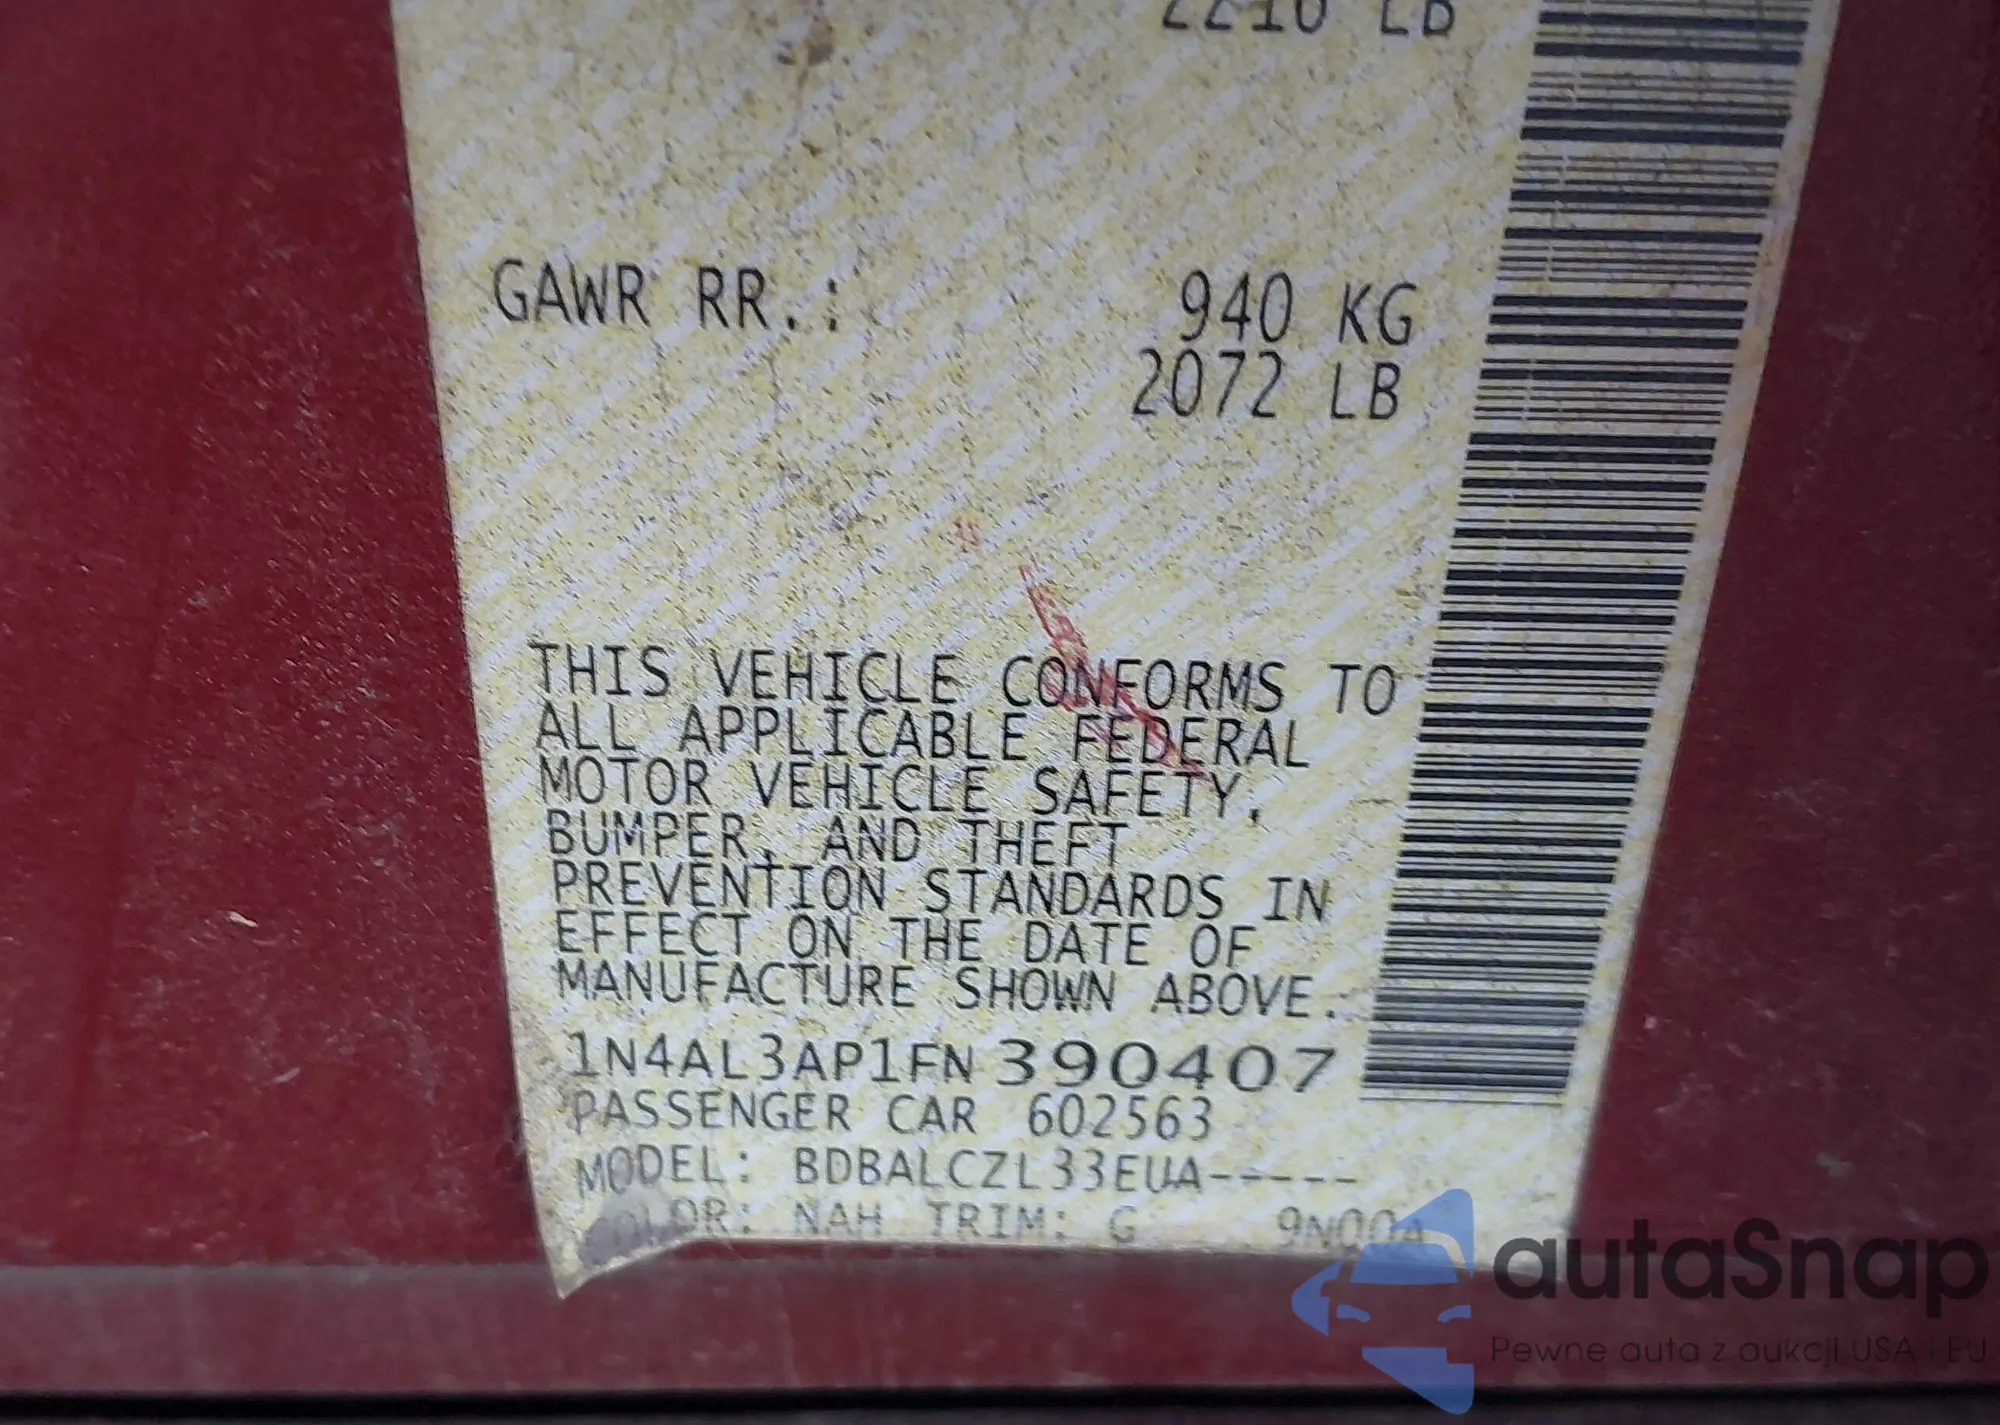 2210 LB
GAWR RR.: 940 KG
2072 LB
THIS VEHICLE CONFORMS TO
ALL APPLICABLE FEDERAL
MOTOR VEHICLE SAFETY,
BUMPER, AND THEFT
PREVENTION STANDARDS IN
EFFECT ON THE DATE OF
MANUFACTURE SHOWN ABOVE.
1N4AL3AP1FN390407
PASSENGER CAR 602563
MODEL: BDBALCZL33EUA-----
COLOR: NAH TRIM: G 9N00A
autaSnap
Pewne auta z aukcji USA i EU